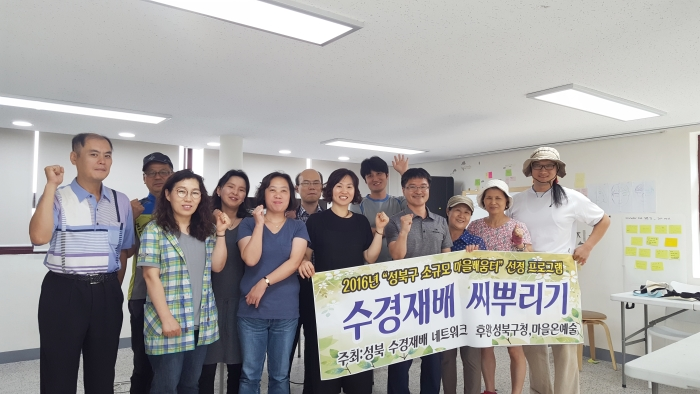 2016년 "성북구 소규모 마을배움터" 선정 프로그램
수경재배 씨뿌리기
주최:성북 수경재배 네트워크 후원성북구청,마을온예술